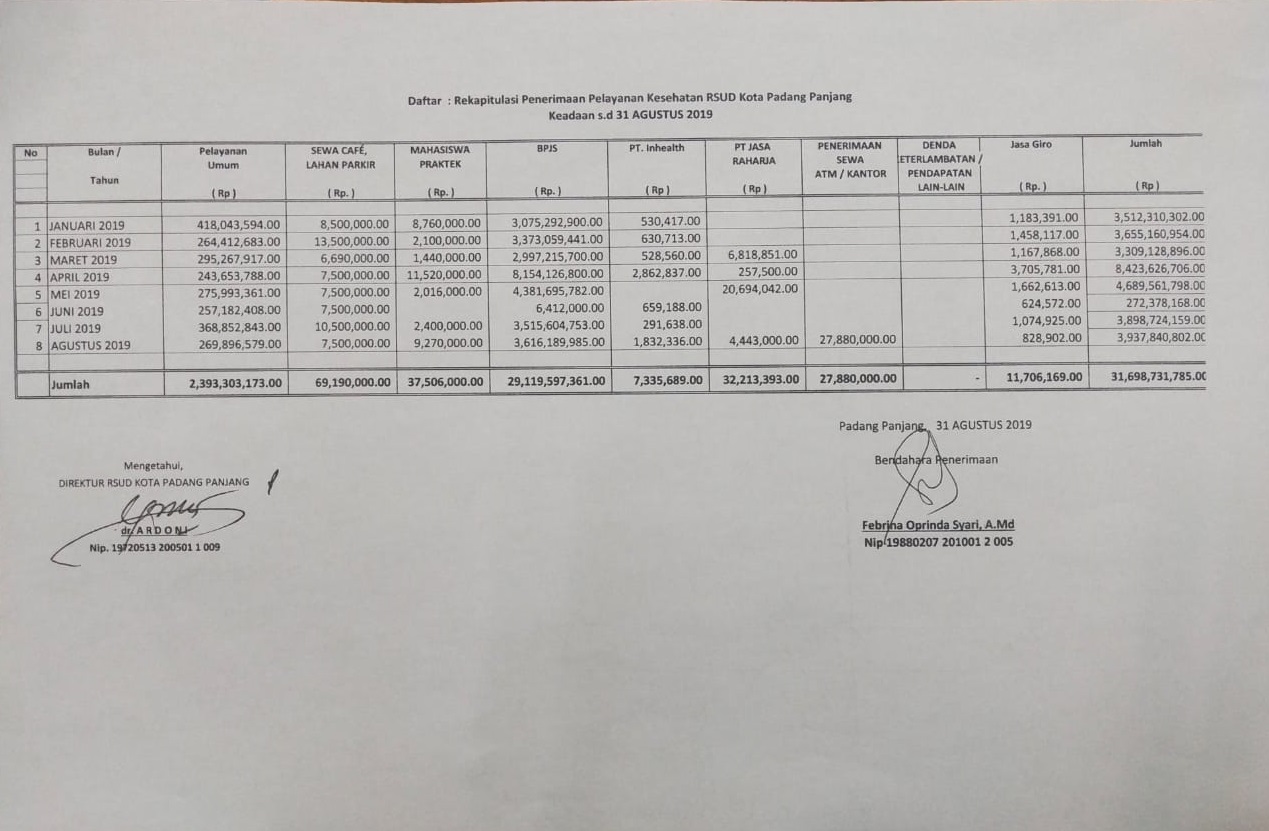 Daftar : Rekapitulasi Penerimaan Pelayanan Kesehatan RSUD Kota Padang Panjang
Keadaan s.d 31 AGUSTUS 2019
No Bulan / Tahun Pelayanan Umum ( Rp ) SEWA CAFÉ, LAHAN PARKIR ( Rp. ) MAHASISWA PRAKTEK ( Rp. ) BPJS ( Rp. ) PT. Inhealth ( Rp ) PT JASA RAHARJA ( Rp ) PENERIMAAN SEWA ATM / KANTOR DENDA ETERLAMBATAN / PENDAPATAN LAIN-LAIN Jasa Giro ( Rp. ) Jumlah ( Rp )
1 JANUARI 2019 418,043,594.00 8,500,000.00 8,760,000.00 3,075,292,900.00 530,417.00 1,183,391.00 3,512,310,302.00
2 FEBRUARI 2019 264,412,683.00 13,500,000.00 2,100,000.00 3,373,059,441.00 630,713.00 1,458,117.00 3,655,160,954.00
3 MARET 2019 295,267,917.00 6,690,000.00 1,440,000.00 2,997,215,700.00 528,560.00 6,818,851.00 1,167,868.00 3,309,128,896.00
4 APRIL 2019 243,653,788.00 7,500,000.00 11,520,000.00 8,154,126,800.00 2,862,837.00 257,500.00 3,705,781.00 8,423,626,706.00
5 MEI 2019 275,993,361.00 7,500,000.00 2,016,000.00 4,381,695,782.00 20,694,042.00 1,662,613.00 4,689,561,798.00
6 JUNI 2019 257,182,408.00 7,500,000.00 6,412,000.00 659,188.00 624,572.00 272,378,168.00
7 JULI 2019 368,852,843.00 10,500,000.00 2,400,000.00 3,515,604,753.00 291,638.00 1,074,925.00 3,898,724,159.00
8 AGUSTUS 2019 269,896,579.00 7,500,000.00 9,270,000.00 3,616,189,985.00 1,832,336.00 4,443,000.00 27,880,000.00 828,902.00 3,937,840,802.00
Jumlah 2,393,303,173.00 69,190,000.00 37,506,000.00 29,119,597,361.00 7,335,689.00 32,213,393.00 27,880,000.00 - 11,706,169.00 31,698,731,785.00
Padang Panjang, 31 AGUSTUS 2019
Bendahara Penerimaan
Febrina Oprinda Syari, A.Md
Nip 19880207 201001 2 005
Mengetahui,
DIREKTUR RSUD KOTA PADANG PANJANG
dr. ARDONI
Nip. 19720513 200501 1 009